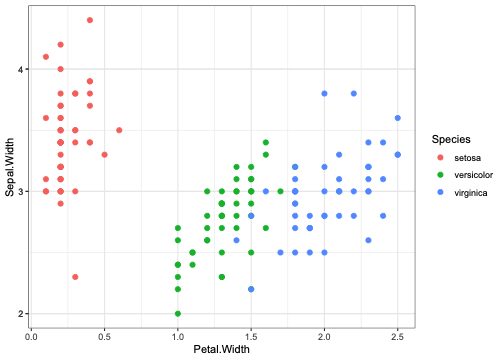 4
3
2
Sepal.Width
0.0 0.5 1.0 1.5 2.0 2.5
Petal.Width
Species
setosa
versicolor
virginica